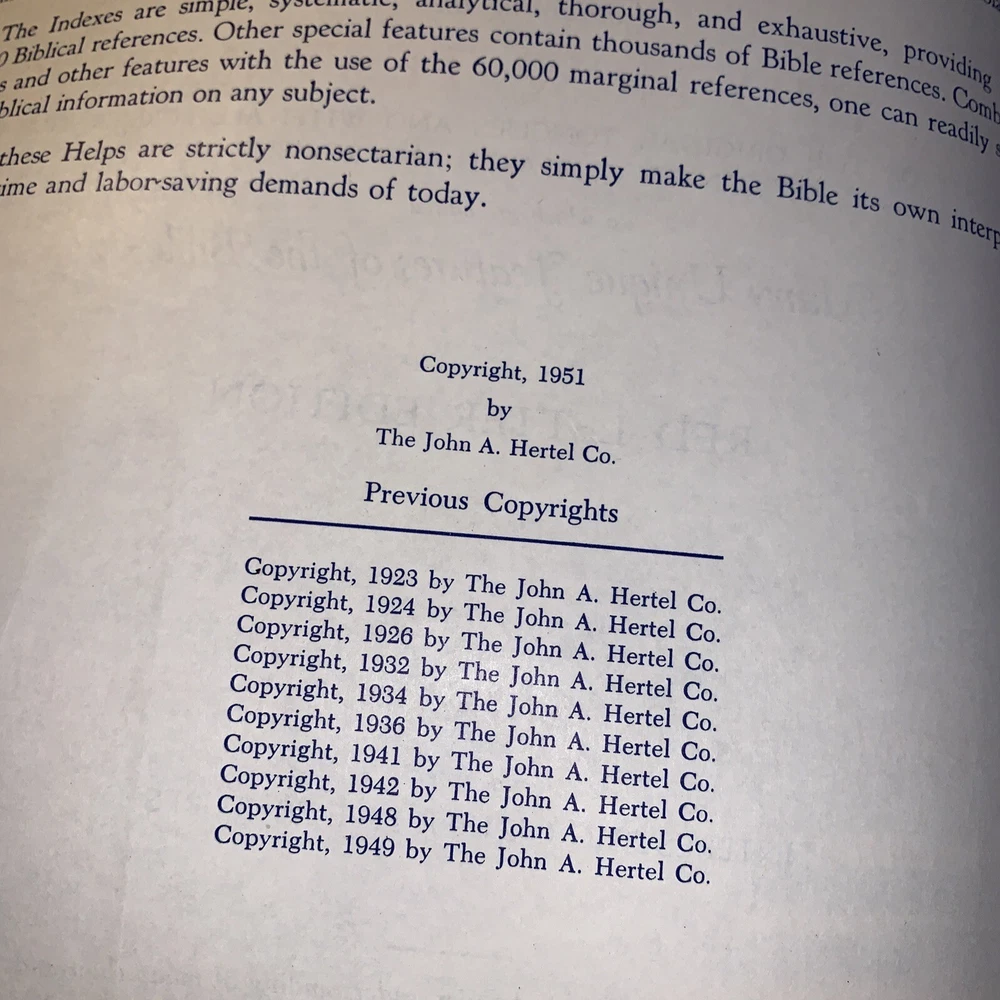 The Indexes are simple, systematic, analytical, thorough, and exhaustive, providing
Biblical references. Other special features contain thousands of Bible references. Comb
s and other features with the use of the 60,000 marginal references, one can readily s
blical information on any subject.
these Helps are strictly nonsectarian; they simply make the Bible its own interp
ime and labor-saving demands of today.
Copyright, 1951
by
The John A. Hertel Co.
Previous Copyrights
Copyright, 1923 by The John A. Hertel Co.
Copyright, 1924 by The John A. Hertel Co.
Copyright, 1926 by The John A. Hertel Co.
Copyright, 1932 by The John A. Hertel Co.
Copyright, 1934 by The John A. Hertel Co.
Copyright, 1936 by The John A. Hertel Co.
Copyright, 1941 by The John A. Hertel Co.
Copyright, 1942 by The John A. Hertel Co.
Copyright, 1948 by The John A. Hertel Co.
Copyright, 1949 by The John A. Hertel Co.